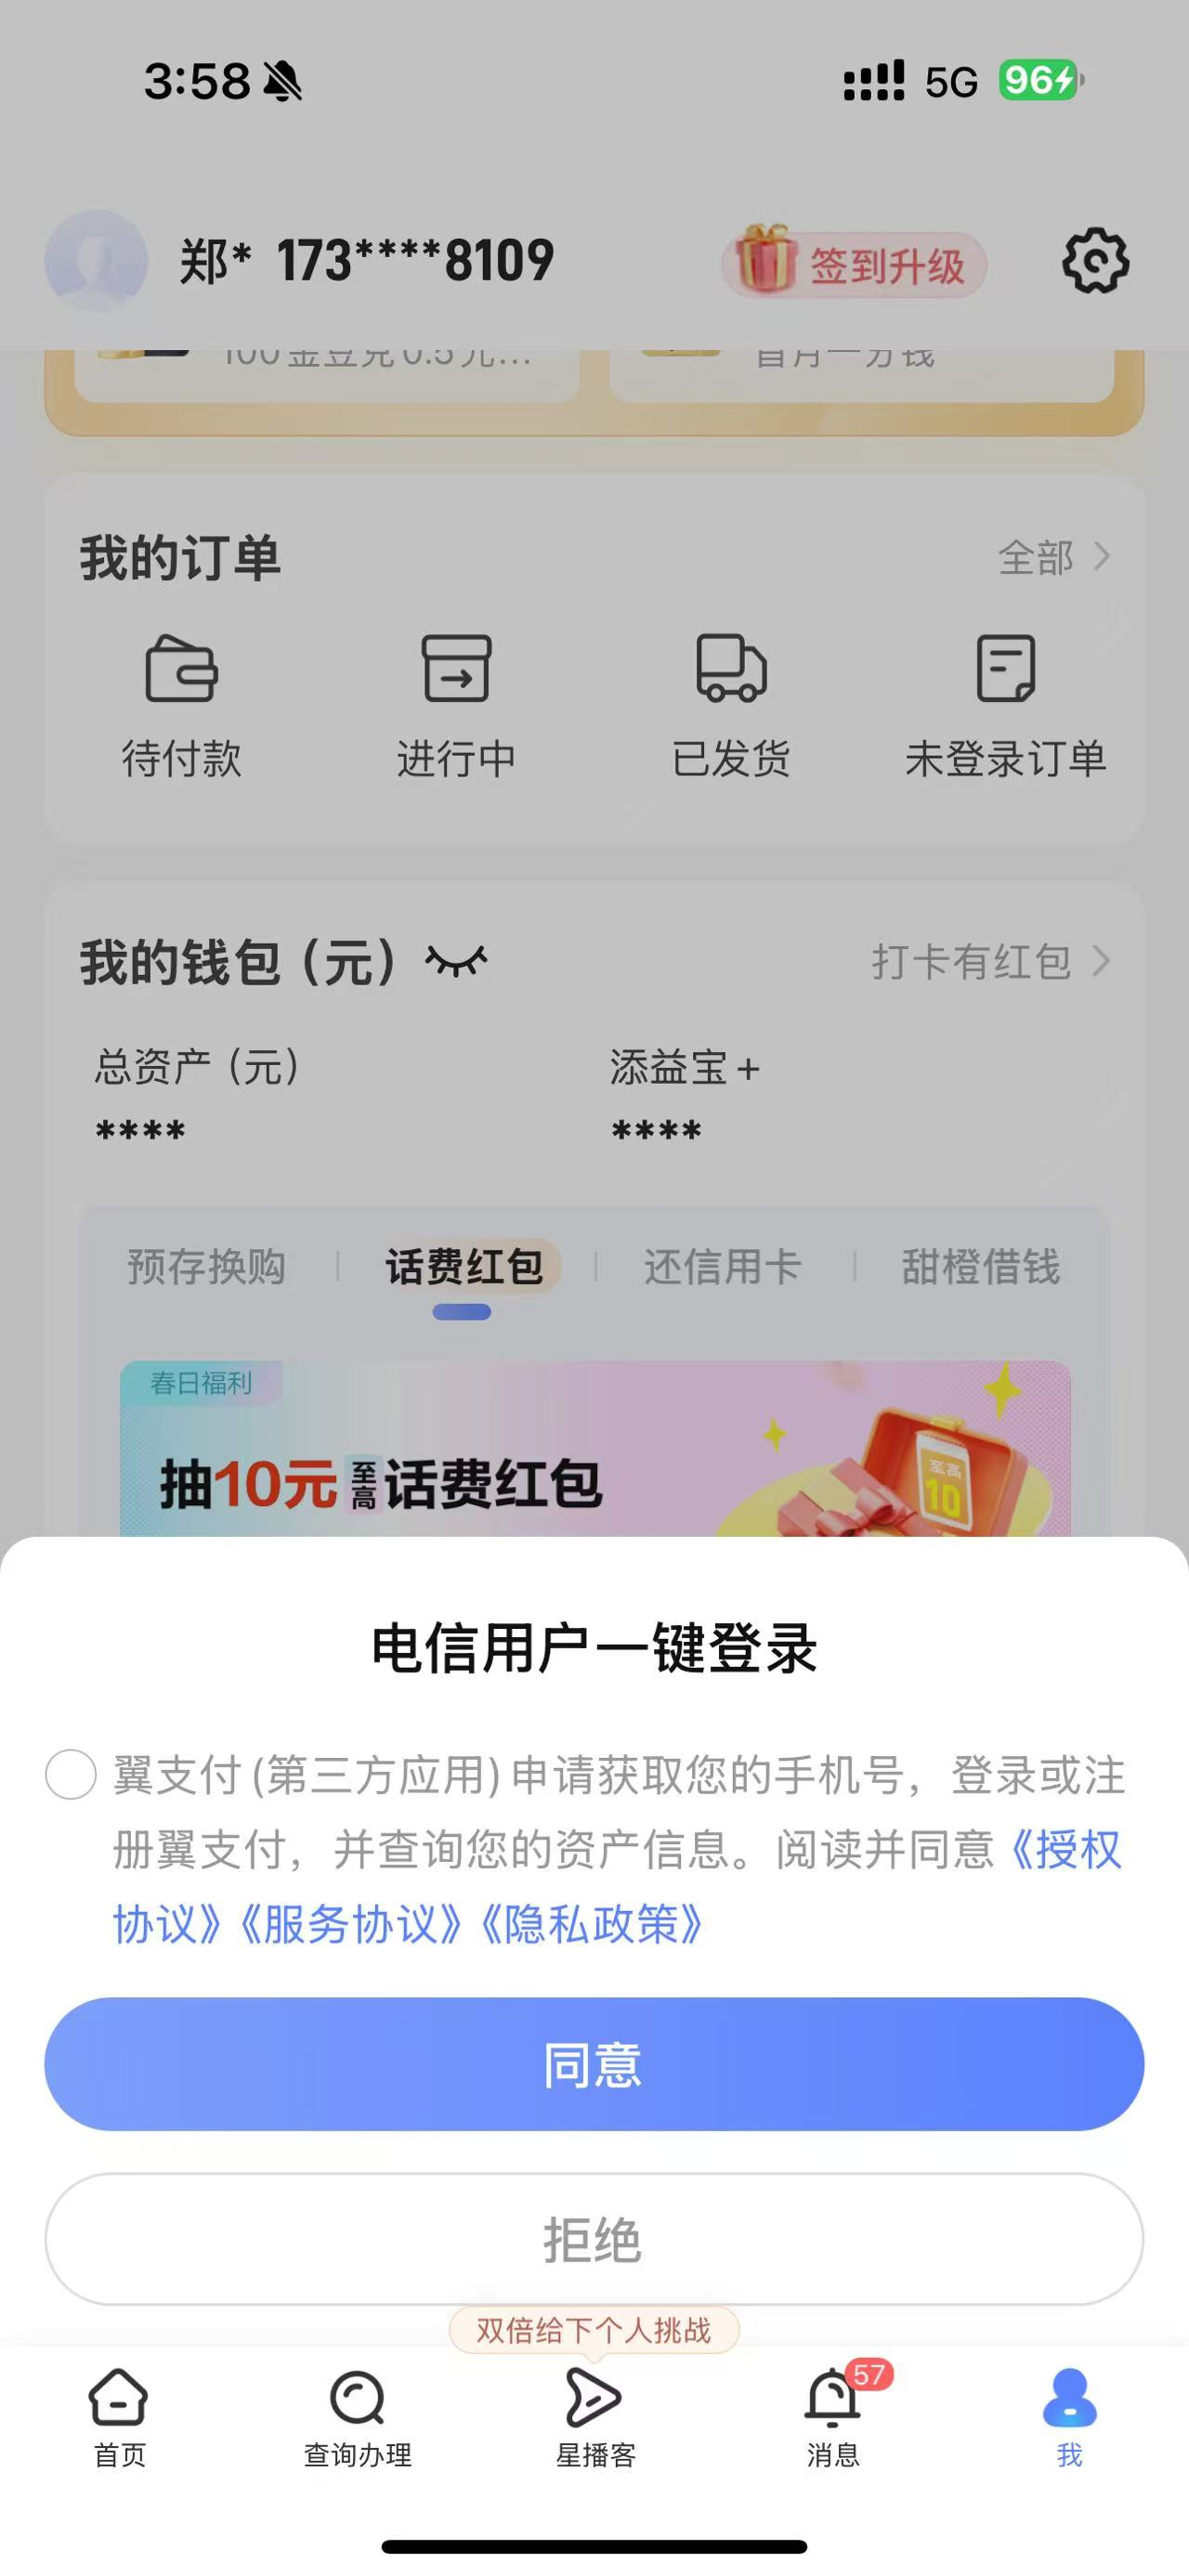 3:58 5G 96
郑* 173****8109 签到升级
100金豆兑0.5元... 首月一分钱
我的订单 全部
待付款 进行中 已发货 未登录订单
我的钱包（元） 打卡有红包
总资产（元） 添益宝+
**** ****
预存换购 话费红包 还信用卡 甜橙借钱
春日福利
抽10元至高话费红包
至高
10
电信用户一键登录
翼支付(第三方应用)申请获取您的手机号，登录或注
册翼支付，并查询您的资产信息。阅读并同意《授权
协议》《服务协议》《隐私政策》
同意
拒绝
双倍给下个人挑战
57
首页 查询办理 星播客 消息 我